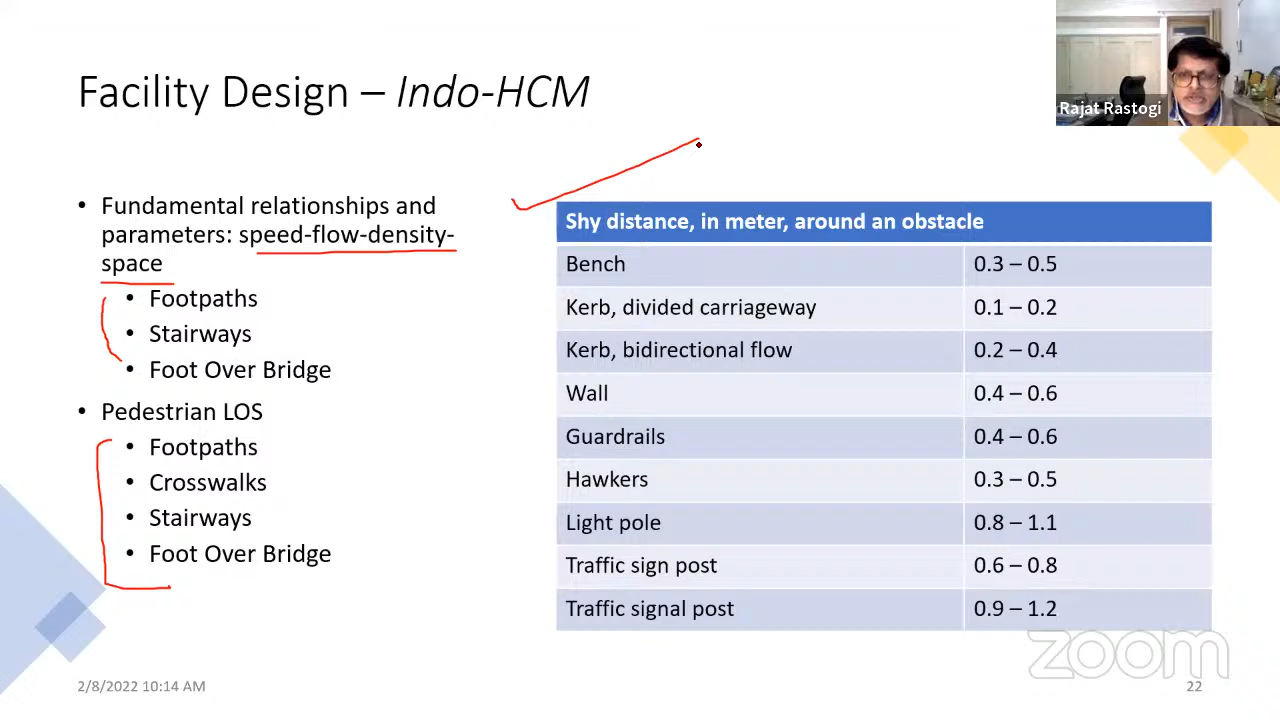 Facility Design – Indo-HCM
Rajat Rastogi
• Fundamental relationships and
parameters: speed-flow-density-
space
• Footpaths
• Stairways
• Foot Over Bridge
• Pedestrian LOS
• Footpaths
• Crosswalks
• Stairways
• Foot Over Bridge
Shy distance, in meter, around an obstacle
Bench 0.3 – 0.5
Kerb, divided carriageway 0.1 – 0.2
Kerb, bidirectional flow 0.2 – 0.4
Wall 0.4 – 0.6
Guardrails 0.4 – 0.6
Hawkers 0.3 – 0.5
Light pole 0.8 – 1.1
Traffic sign post 0.6 – 0.8
Traffic signal post 0.9 – 1.2
zoom
2/8/2022 10:14 AM
22